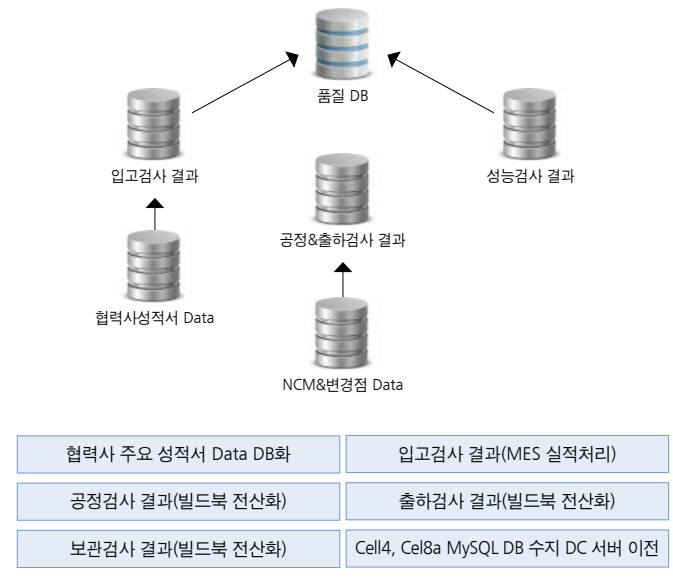 품질 DB
입고검사 결과
성능검사 결과
공정&출하검사 결과
협력사성적서 Data
NCM&변경점 Data
협력사 주요 성적서 Data DB화
입고검사 결과(MES 실적처리)
공정검사 결과(빌드북 전산화)
출하검사 결과(빌드북 전산화)
보관검사 결과(빌드북 전산화)
Cell4, Cel8a MySQL DB 수지 DC 서버 이전